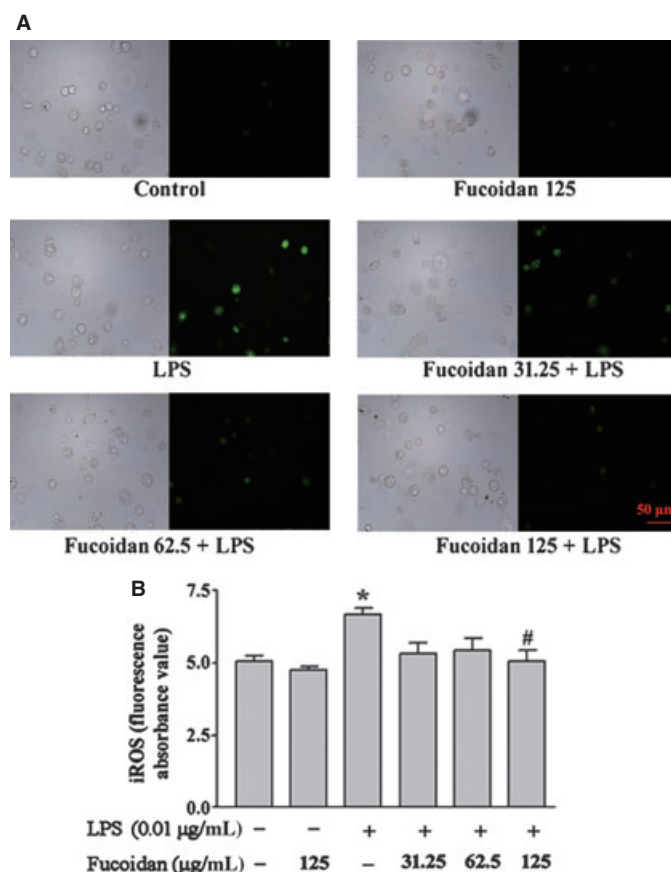 A
Control Fucoidan 125
LPS Fucoidan 31.25 + LPS
50 μm
Fucoidan 62.5 + LPS Fucoidan 125 + LPS
B
7.5
5.0
2.5
0.0
iROS (fluorescence
absorbance value)
*
#
LPS (0.01 μg/mL) – – + + + +
Fucoidan (μg/mL) – 125 – 31.25 62.5 125